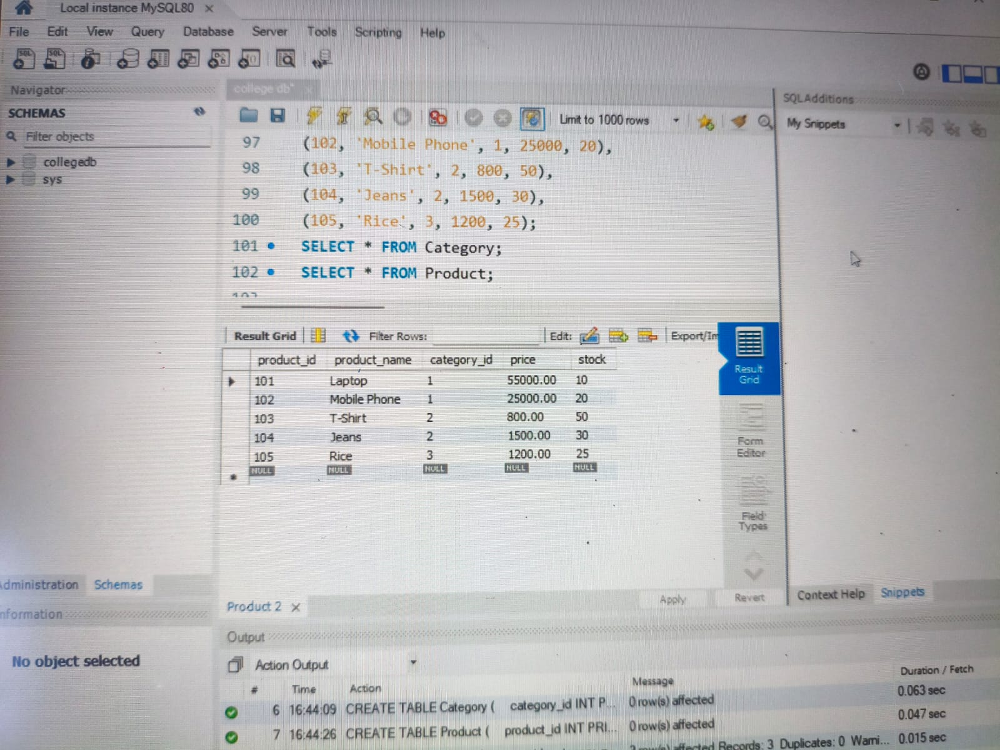 Local instance MySQL80
File Edit View Query Database Server Tools Scripting Help
Navigator
SCHEMAS
Filter objects
collegedb
sys
Administration Schemas
Information
No object selected
college db*
Limit to 1000 rows
97 (102, 'Mobile Phone', 1, 25000, 20),
98 (103, 'T-Shirt', 2, 800, 50),
99 (104, 'Jeans', 2, 1500, 30),
100 (105, 'Rice', 3, 1200, 25);
101 SELECT * FROM Category;
102 SELECT * FROM Product;
Result Grid Filter Rows: Edit: Export/Im
product_id product_name category_id price stock
101 Laptop 1 55000.00 10
102 Mobile Phone 1 25000.00 20
103 T-Shirt 2 800.00 50
104 Jeans 2 1500.00 30
105 Rice 3 1200.00 25
NULL NULL NULL NULL NULL
Result Grid
Form Editor
Field Types
Product 2 Apply Revert
SQLAdditions
My Snippets
Context Help Snippets
Output
Action Output
# Time Action Message Duration / Fetch
6 16:44:09 CREATE TABLE Category ( category_id INT P... 0 row(s) affected 0.063 sec
7 16:44:26 CREATE TABLE Product ( product_id INT PRI... 0 row(s) affected 0.047 sec
3 row(s) affected Records: 3 Duplicates: 0 Warni... 0.015 sec